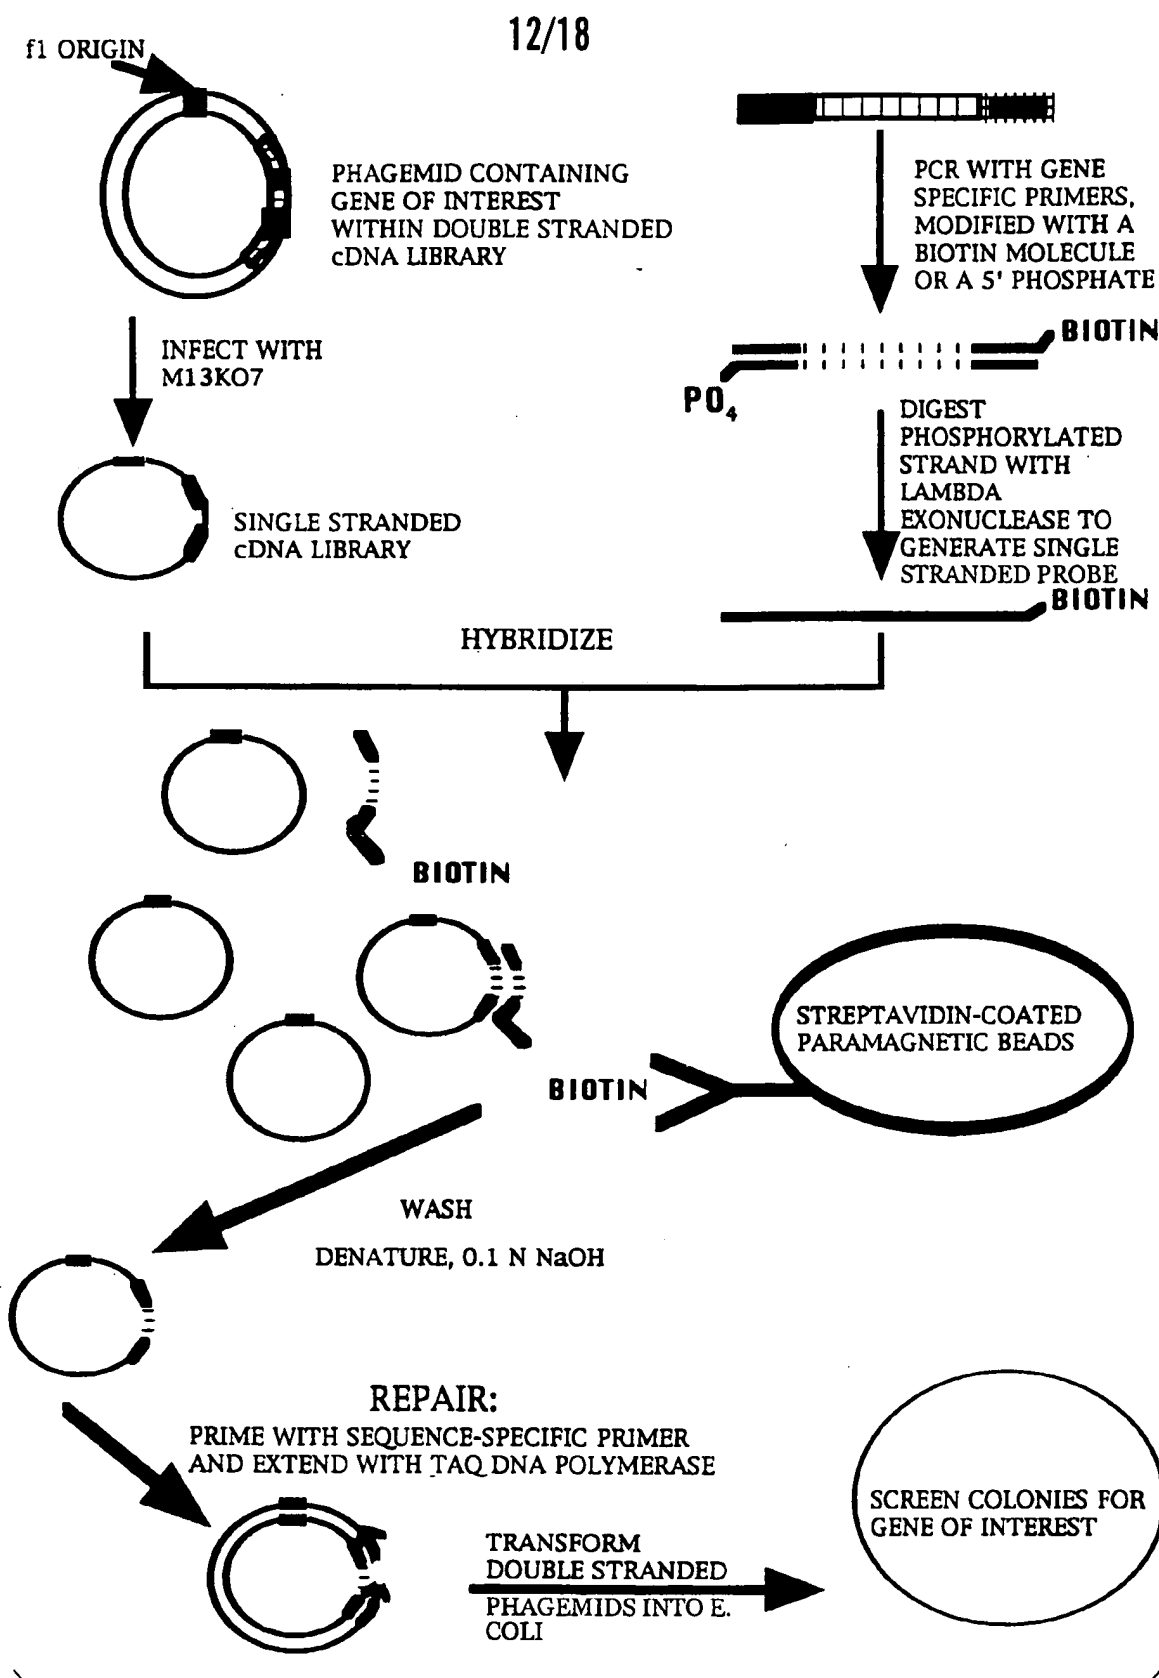 12/18
f1 ORIGIN
PHAGEMID CONTAINING
GENE OF INTEREST
WITHIN DOUBLE STRANDED
cDNA LIBRARY
PCR WITH GENE
SPECIFIC PRIMERS,
MODIFIED WITH A
BIOTIN MOLECULE
OR A 5' PHOSPHATE
INFECT WITH
M13KO7
BIOTIN
PO4
DIGEST
PHOSPHORYLATED
STRAND WITH
LAMBDA
EXONUCLEASE TO
GENERATE SINGLE
STRANDED PROBE
SINGLE STRANDED
cDNA LIBRARY
BIOTIN
HYBRIDIZE
BIOTIN
STREPTAVIDIN-COATED
PARAMAGNETIC BEADS
BIOTIN
WASH
DENATURE, 0.1 N NaOH
REPAIR:
PRIME WITH SEQUENCE-SPECIFIC PRIMER
AND EXTEND WITH TAQ DNA POLYMERASE
TRANSFORM
DOUBLE STRANDED
PHAGEMIDS INTO E.
COLI
SCREEN COLONIES FOR
GENE OF INTEREST